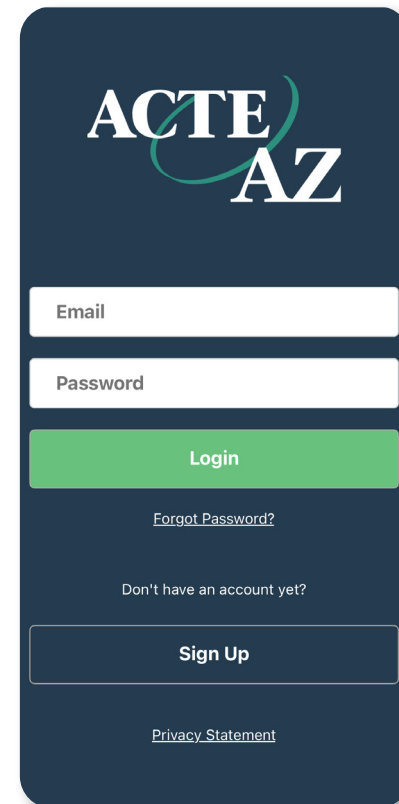 ACTE
AZ
Email
Password
Login
Forgot Password?
Don't have an account yet?
Sign Up
Privacy Statement